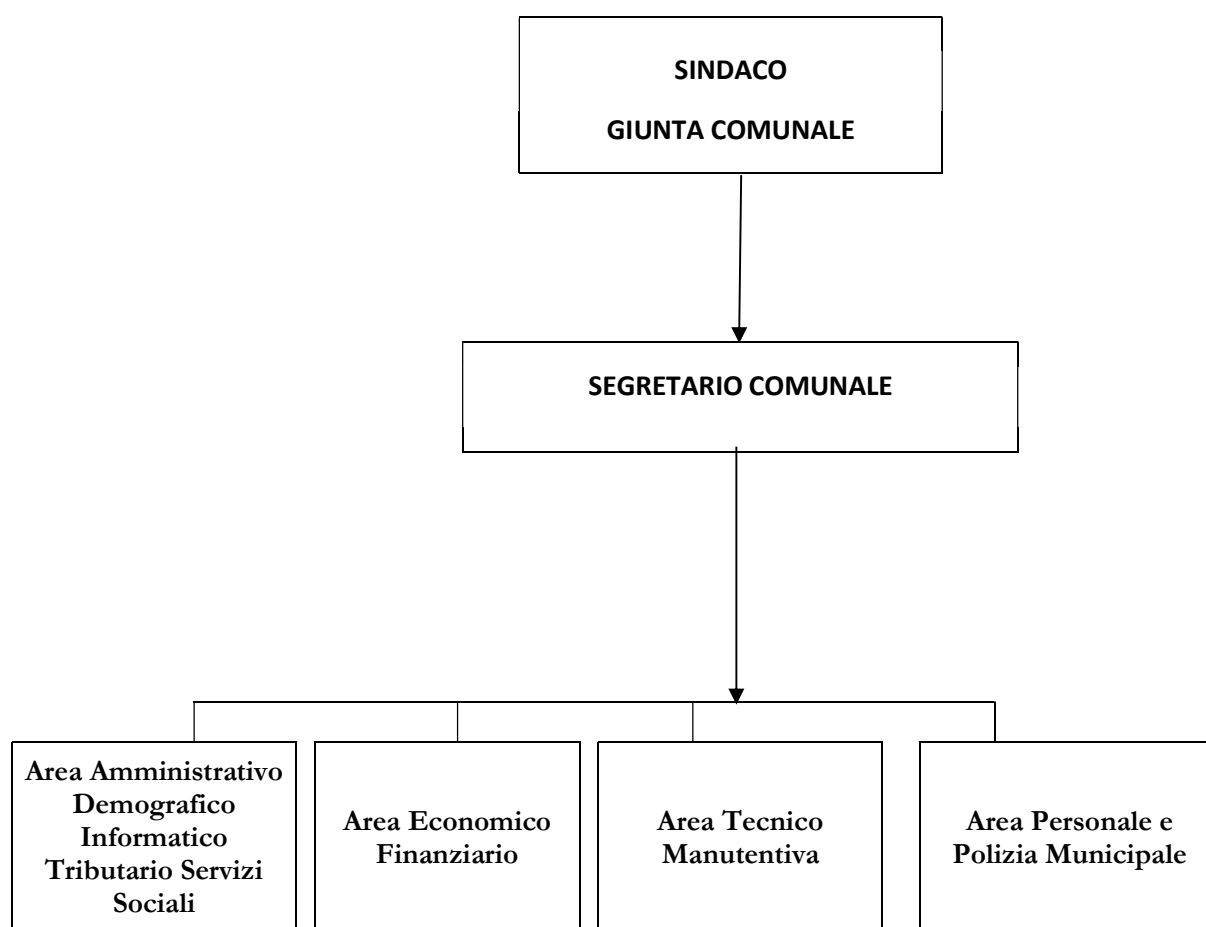 SINDACO
GIUNTA COMUNALE
SEGRETARIO COMUNALE
Area Amministrativo
Demografico
Informatico
Tributario Servizi
Sociali
Area Economico
Finanziario
Area Tecnico
Manutentiva
Area Personale e
Polizia Municipale